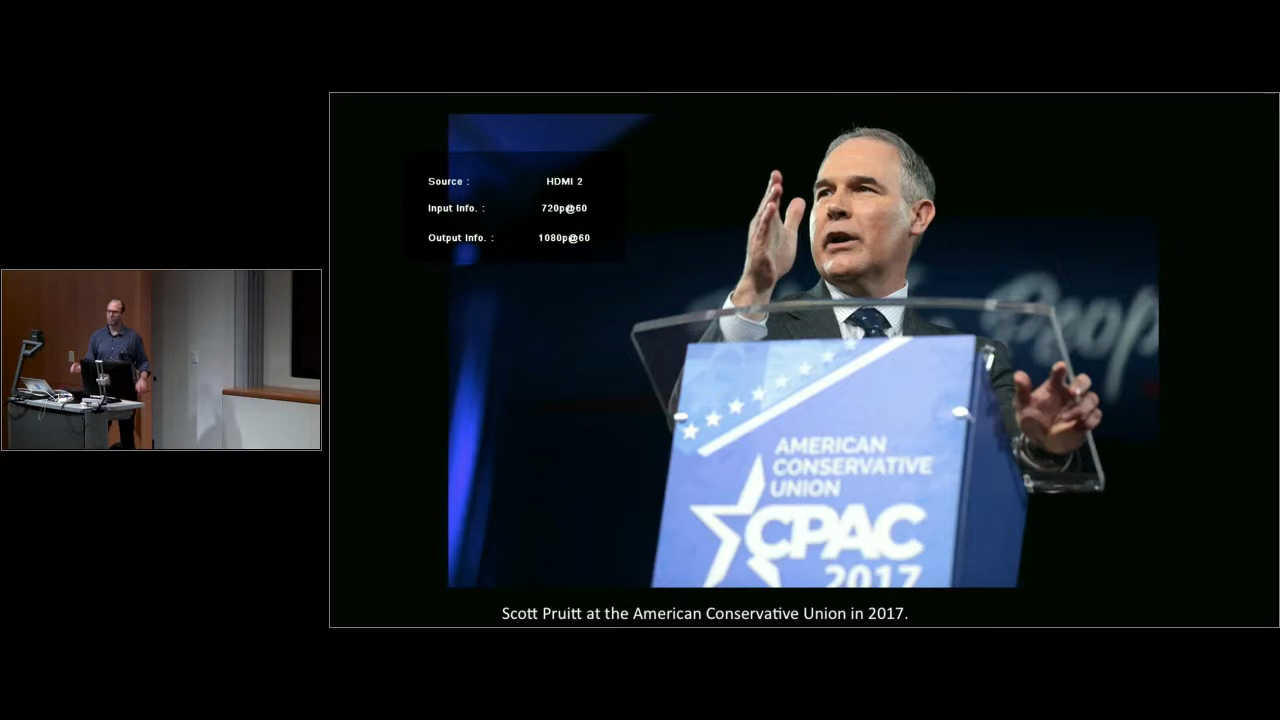 Source : HDMI 2
Input Info. : 720p@60
Output Info. : 1080p@60
AMERICAN
CONSERVATIVE
UNION
CPAC
2017
Scott Pruitt at the American Conservative Union in 2017.